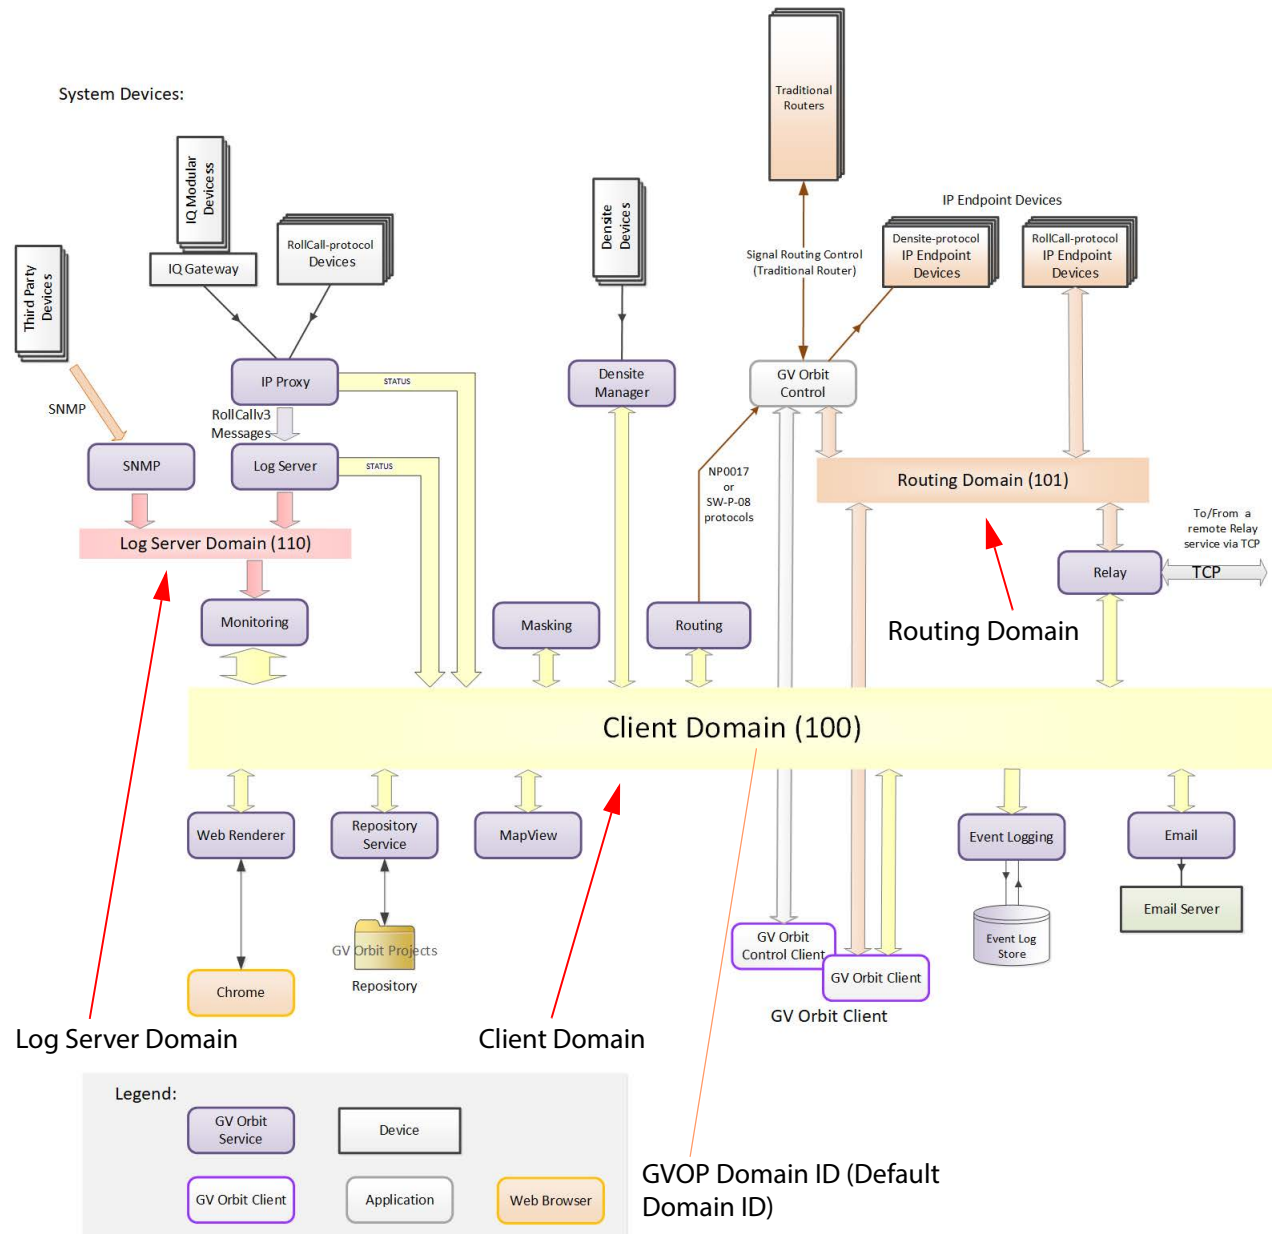 System Devices:
Traditional
Routers
IQ Modular
Devicess
Densite
Devices
IP Endpoint Devices
RollCall-protocol
Devices
IQ Gateway
Third Party
Devices
Signal Routing Control
(Traditional Router)
Densite-protocol
IP Endpoint
Devices
RollCall-protocol
IP Endpoint
Devices
IP Proxy
STATUS
Densite
Manager
GV Orbit
Control
SNMP
RollCallv3
Messages
SNMP
Log Server
STATUS
NP0017
or
SW-P-08
protocols
Routing Domain (101)
To/From a
remote Relay
service via TCP
Log Server Domain (110)
Relay
TCP
Monitoring
Masking
Routing
Routing Domain
Client Domain (100)
Web Renderer
Repository
Service
MapView
Event Logging
Email
Email Server
GV Orbit
Control Client
Event Log
Store
GV Orbit Projects
Repository
GV Orbit Client
GV Orbit Client
Chrome
Log Server Domain
Client Domain
Legend:
GV Orbit
Service
Device
GV Orbit Client
Application
Web Browser
GVOP Domain ID (Default
Domain ID)